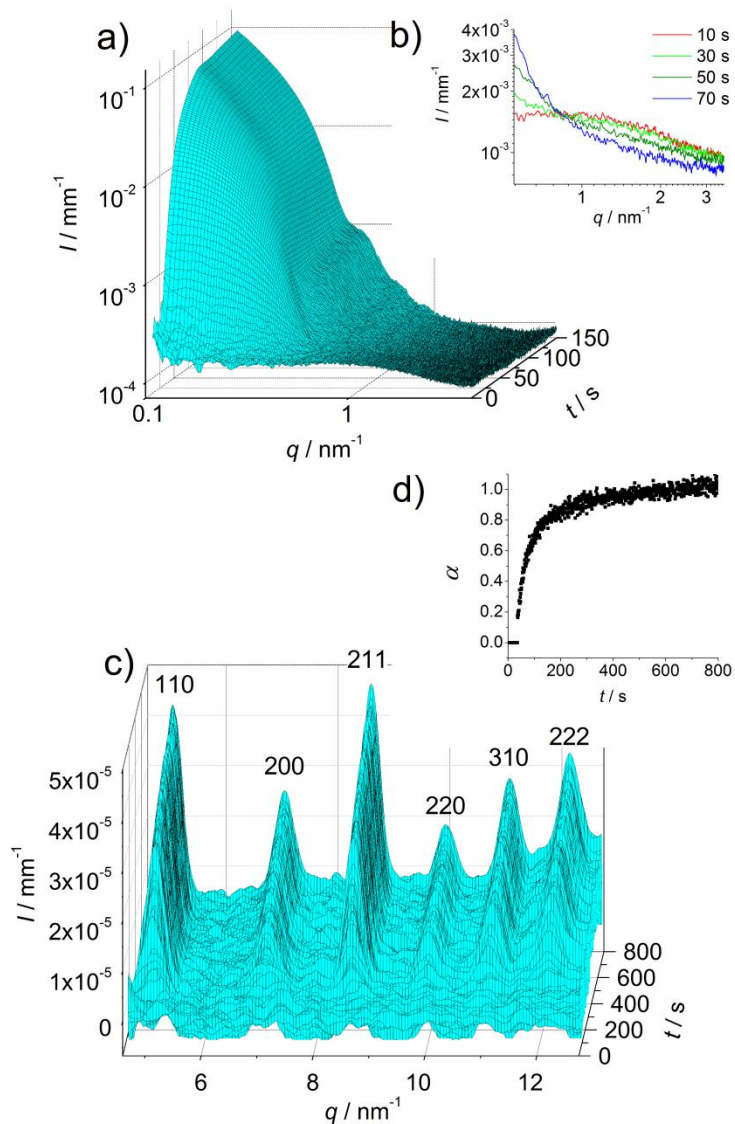 a)
I / mm⁻¹
10⁻¹
10⁻²
10⁻³
10⁻⁴
0.1
1
q / nm⁻¹
0
50
100
150
t / s
b)
I / mm⁻¹
4x10⁻³
3x10⁻³
2x10⁻³
10⁻³
1
2
3
q / nm⁻¹
10 s
30 s
50 s
70 s
d)
α
1.0
0.8
0.6
0.4
0.2
0.0
0 200 400 600 800
t / s
c)
110
200
211
220
310
222
I / mm⁻¹
5x10⁻⁵
4x10⁻⁵
3x10⁻⁵
2x10⁻⁵
1x10⁻⁵
0
6 8 10 12
q / nm⁻¹
800
600
400
200
0
t / s